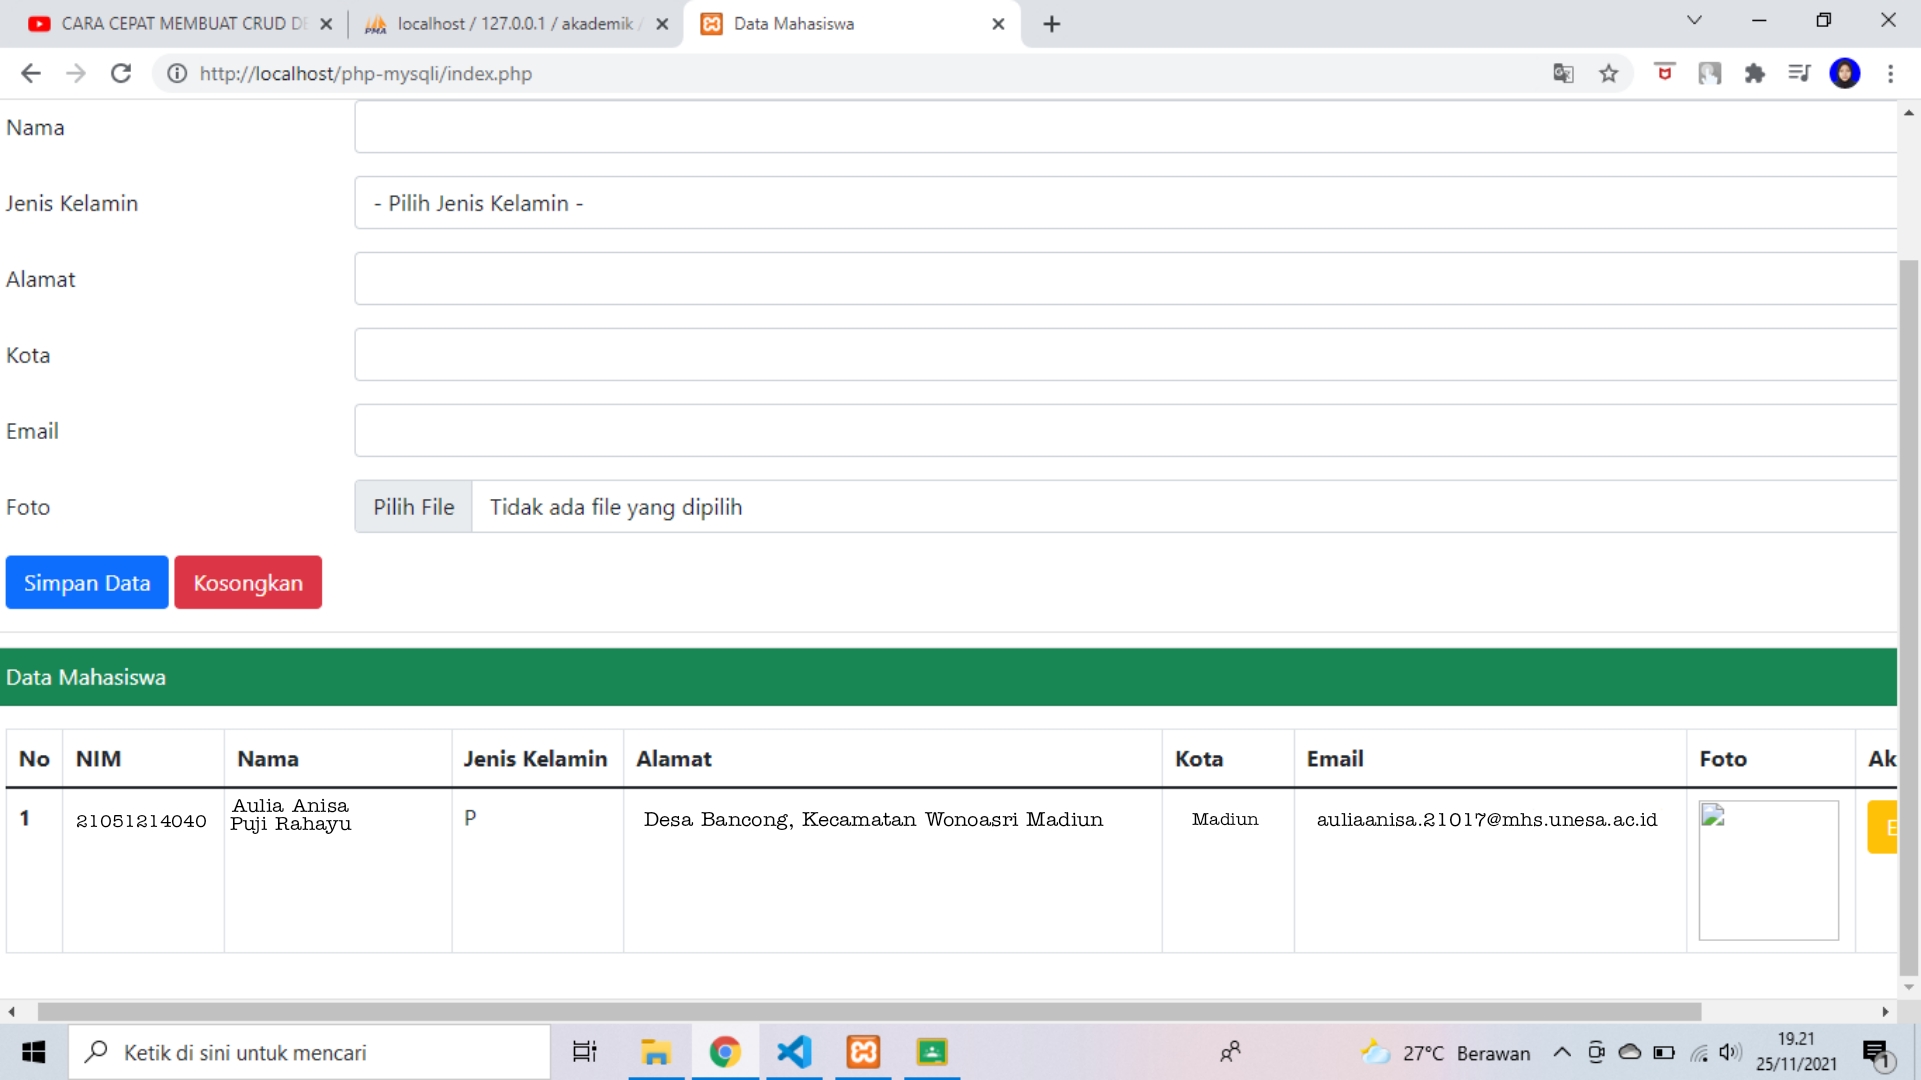 CARA CEPAT MEMBUAT CRUD DE
localhost / 127.0.0.1 / akademik /
Data Mahasiswa
http://localhost/php-mysqli/index.php
Nama
Jenis Kelamin
- Pilih Jenis Kelamin -
Alamat
Kota
Email
Foto
Pilih File
Tidak ada file yang dipilih
Simpan Data
Kosongkan
Data Mahasiswa
No NIM Nama Jenis Kelamin Alamat Kota Email Foto Ak
1 21051214040 Aulia Anisa Puji Rahayu P Desa Bancong, Kecamatan Wonoasri Madiun Madiun auliaanisa.21017@mhs.unesa.ac.id E
Ketik di sini untuk mencari
27°C Berawan
19.21
25/11/2021
1